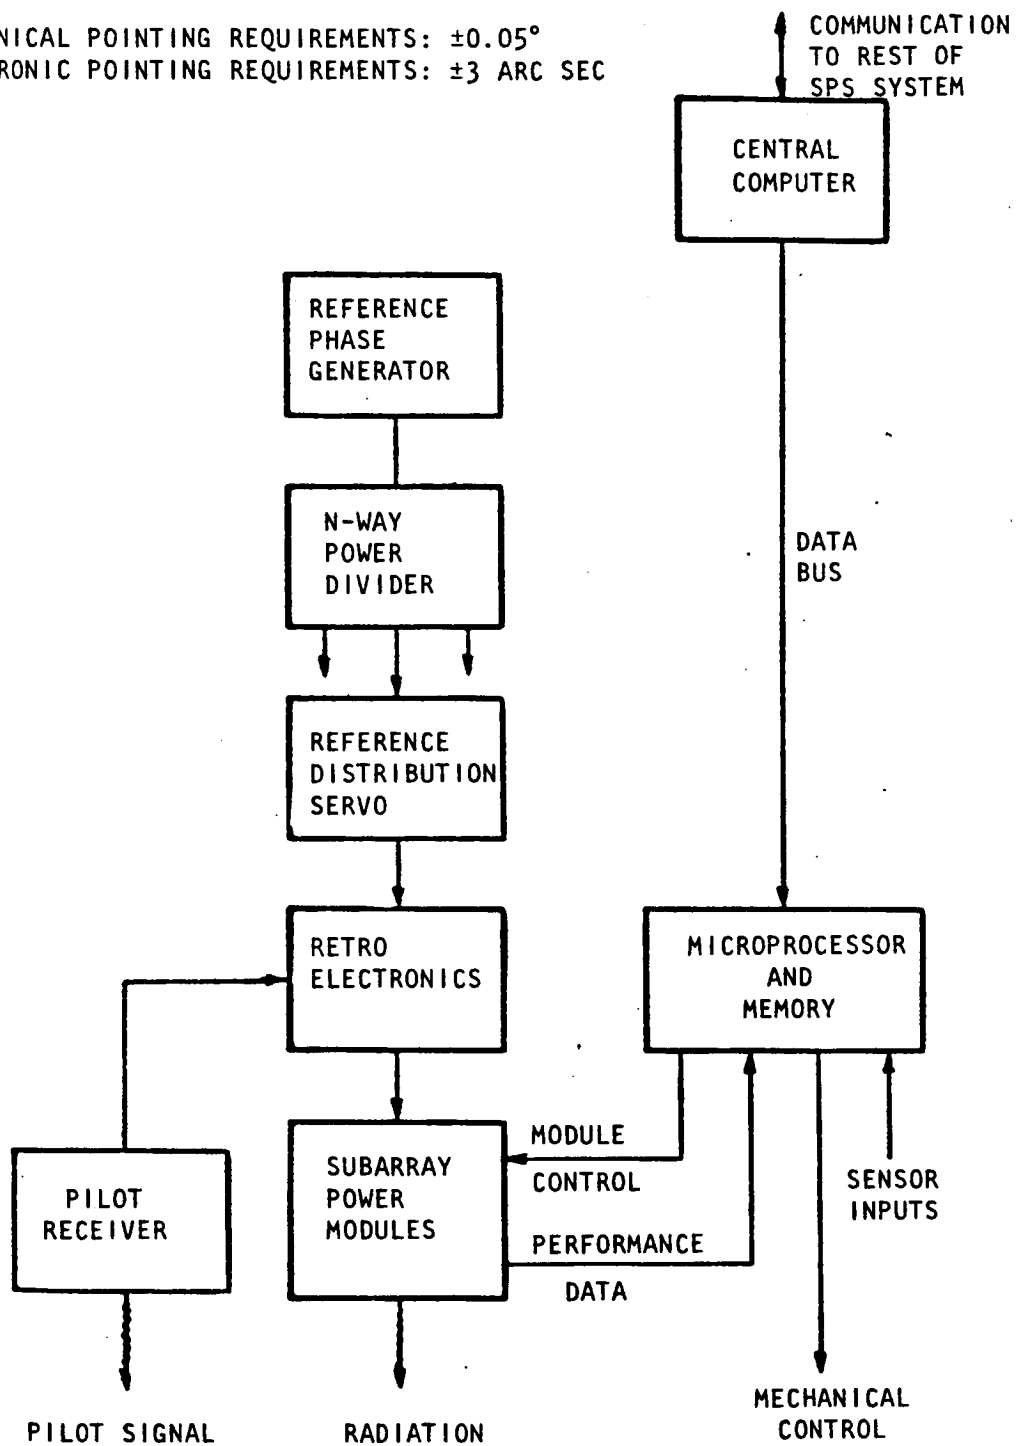 NICAL POINTING REQUIREMENTS: ±0.05°
RONIC POINTING REQUIREMENTS: ±3 ARC SEC
COMMUNICATION
TO REST OF
SPS SYSTEM
CENTRAL
COMPUTER
REFERENCE
PHASE
GENERATOR
N-WAY
POWER
DIVIDER
DATA
BUS
REFERENCE
DISTRIBUTION
SERVO
RETRO
ELECTRONICS
MICROPROCESSOR
AND
MEMORY
PILOT
RECEIVER
SUBARRAY
POWER
MODULES
MODULE
CONTROL
PERFORMANCE
DATA
SENSOR
INPUTS
PILOT SIGNAL
RADIATION
MECHANICAL
CONTROL